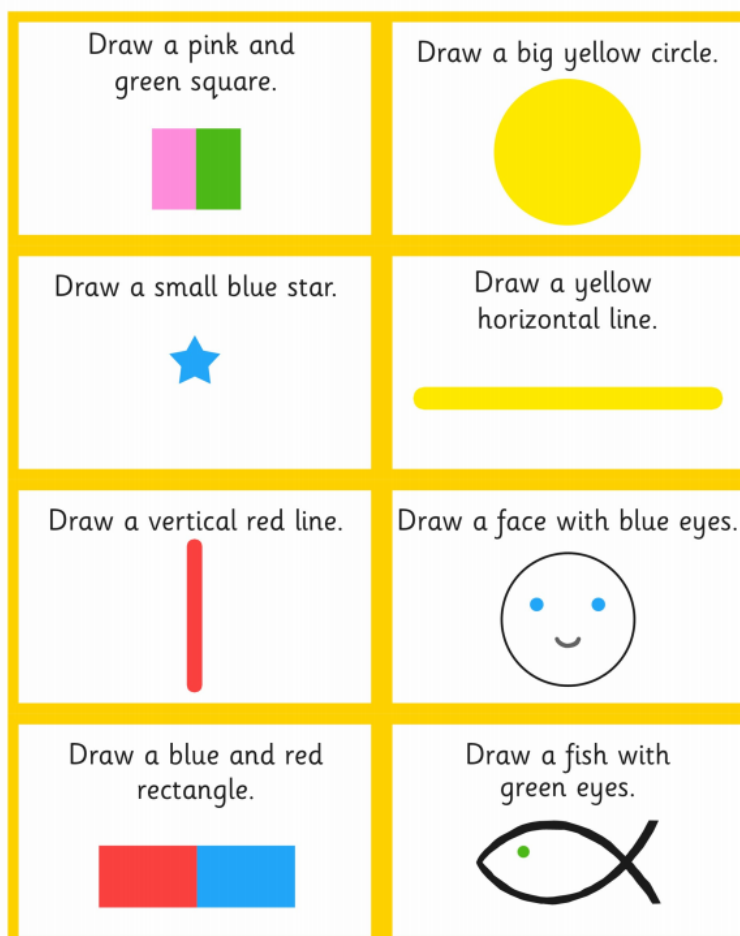 Draw a pink and
green square.
Draw a big yellow circle.
Draw a small blue star.
Draw a yellow
horizontal line.
Draw a vertical red line.
Draw a face with blue eyes.
Draw a blue and red
rectangle.
Draw a fish with
green eyes.